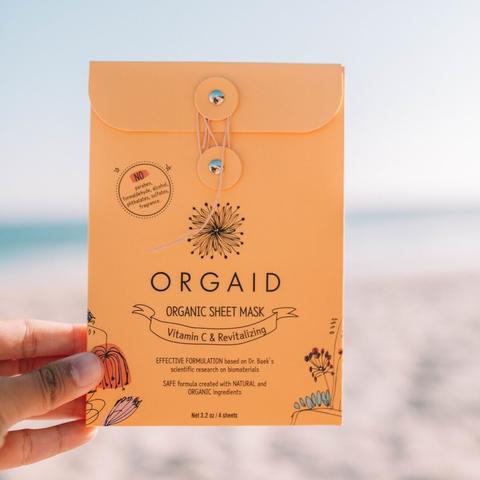 NO
paraben,
formaldehyde, alcohol,
phthalates, sulfates,
fragrance.
ORGAID
ORGANIC SHEET MASK
Vitamin C & Revitalizing
EFFECTIVE FORMULATION based on Dr. Baek's
scientific research on biomaterials
SAFE formula created with NATURAL and
ORGANIC ingredients
Net 3.2 oz / 4 sheets